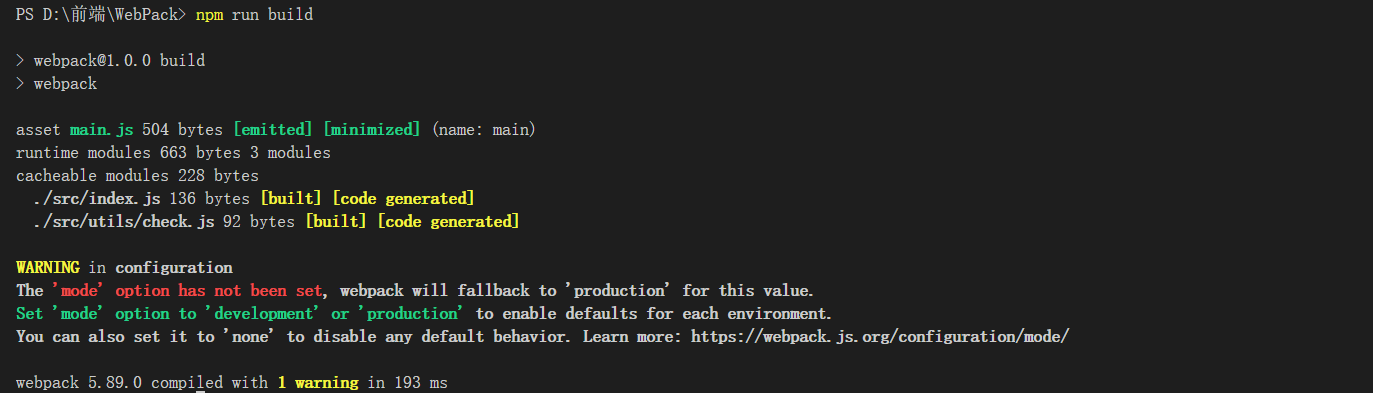 PS D:\前端\WebPack> npm run build
> webpack@1.0.0 build
> webpack
asset main.js 504 bytes [emitted] [minimized] (name: main)
runtime modules 663 bytes 3 modules
cacheable modules 228 bytes
./src/index.js 136 bytes [built] [code generated]
./src/utils/check.js 92 bytes [built] [code generated]
WARNING in configuration
The 'mode' option has not been set, webpack will fallback to 'production' for this value.
Set 'mode' option to 'development' or 'production' to enable defaults for each environment.
You can also set it to 'none' to disable any default behavior. Learn more: https://webpack.js.org/configuration/mode/
webpack 5.89.0 compiled with 1 warning in 193 ms